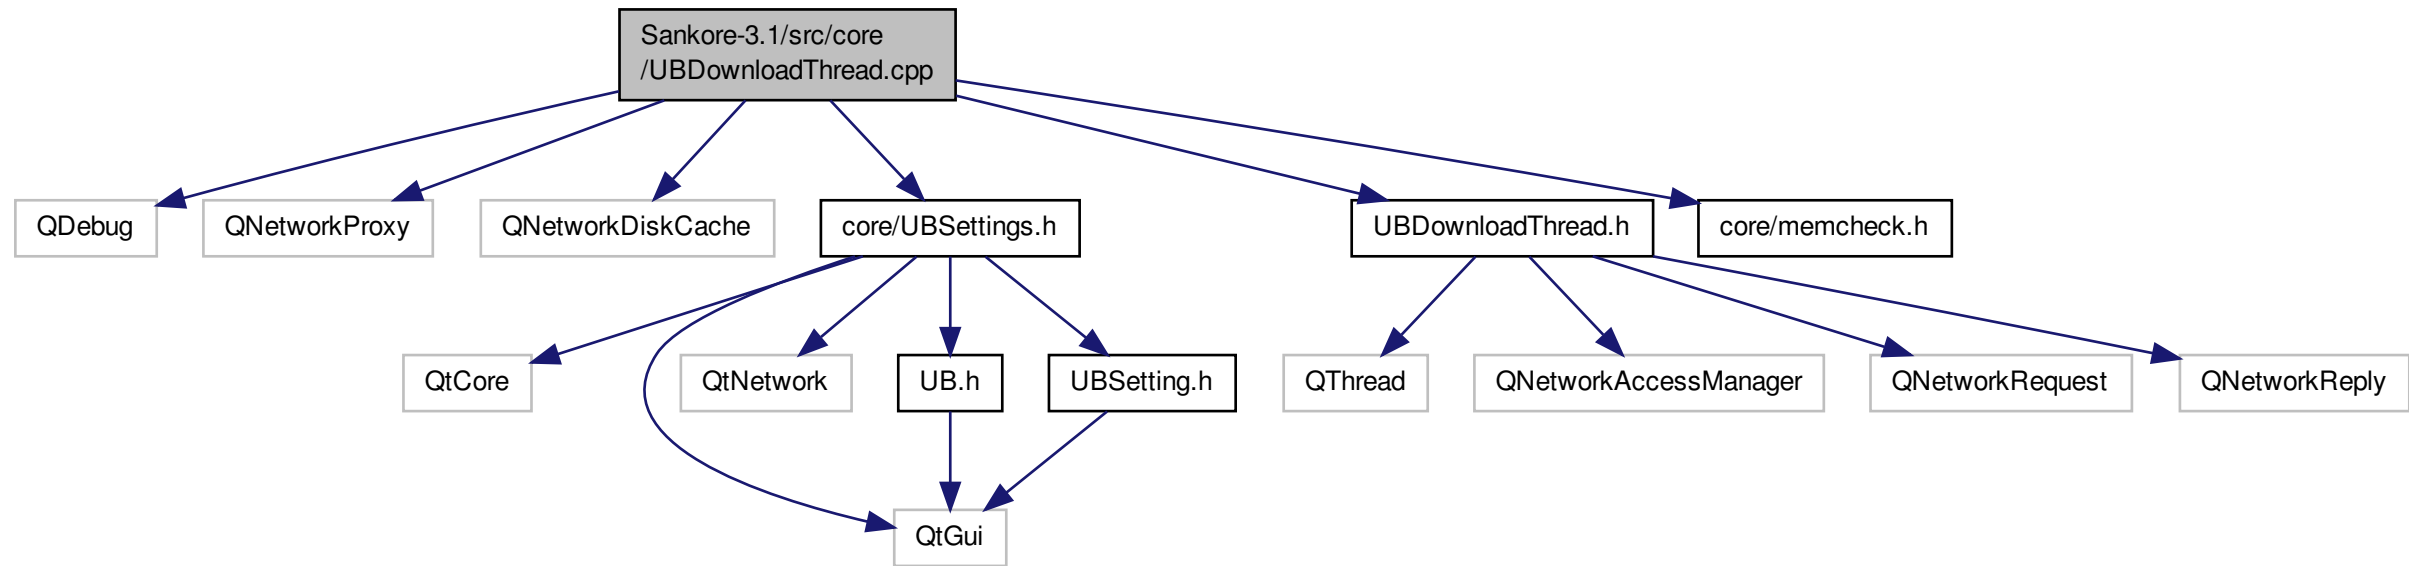 Sankore-3.1/src/core
/UBDownloadThread.cpp
QDebug
QNetworkProxy
QNetworkDiskCache
core/UBSettings.h
UBDownloadThread.h
core/memcheck.h
QtCore
QtNetwork
UB.h
UBSetting.h
QThread
QNetworkAccessManager
QNetworkRequest
QNetworkReply
QtGui